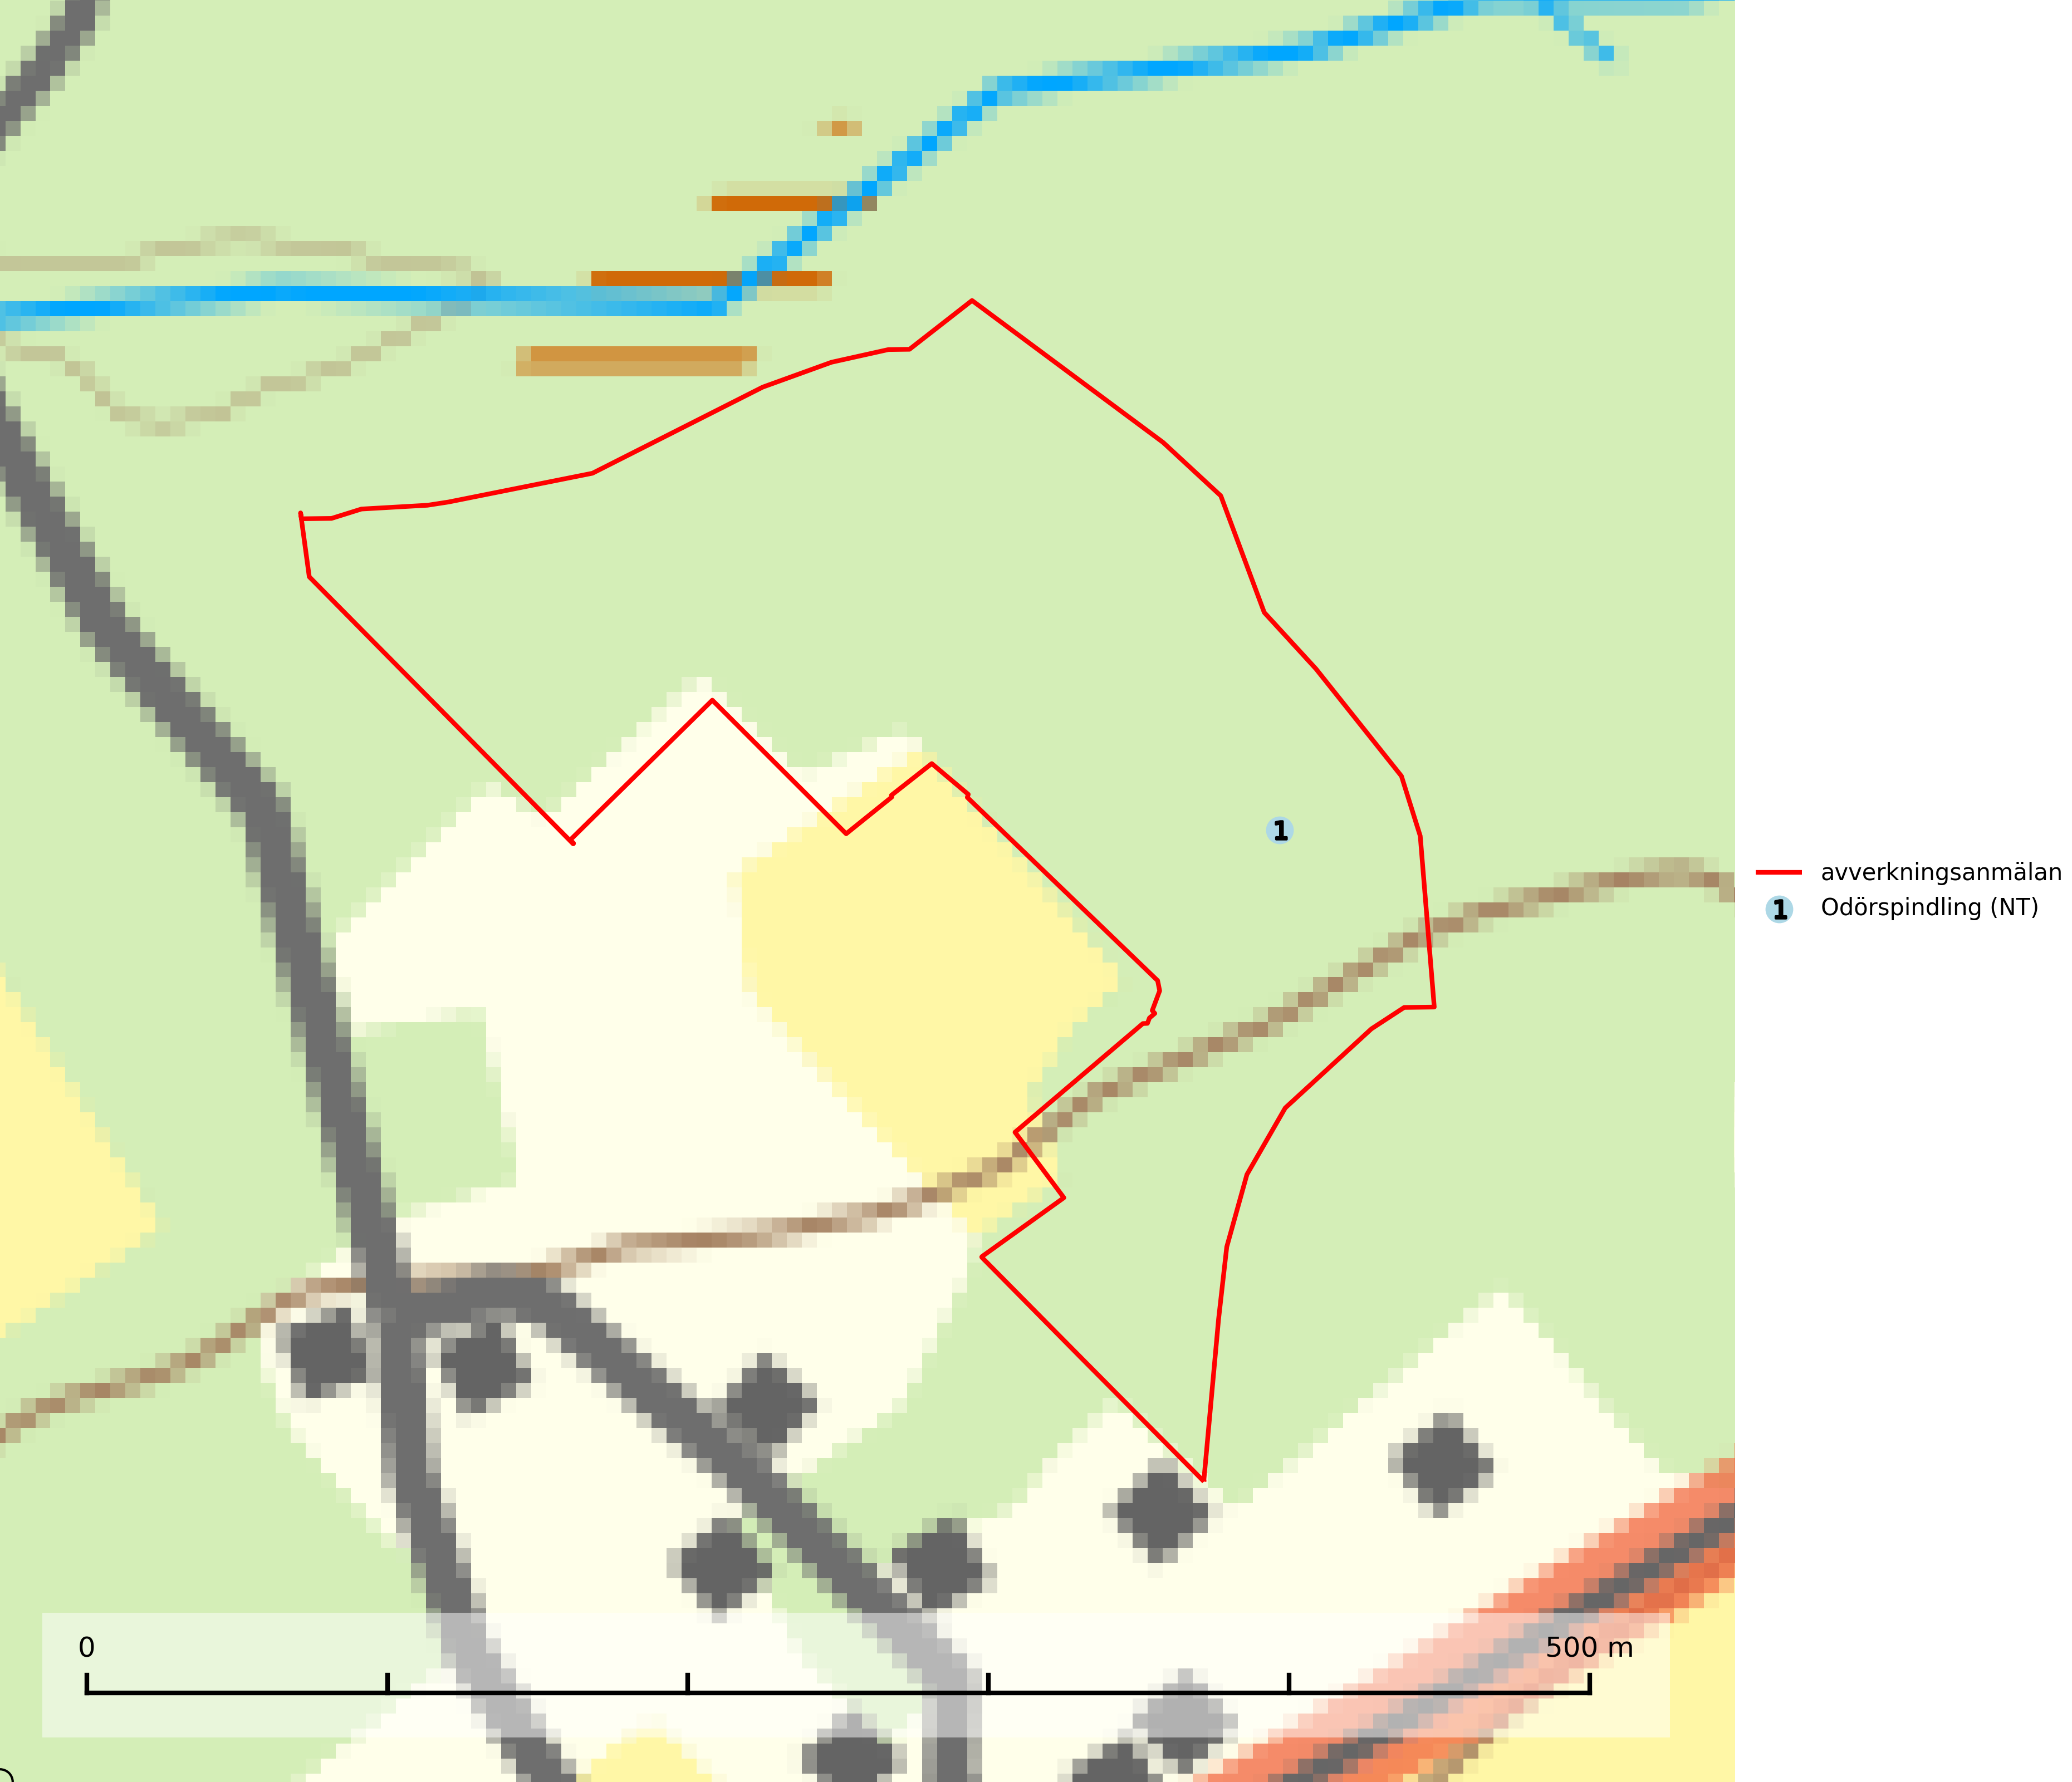 1
avverkningsanmälan
1 Odörspindling (NT)
0 500 m